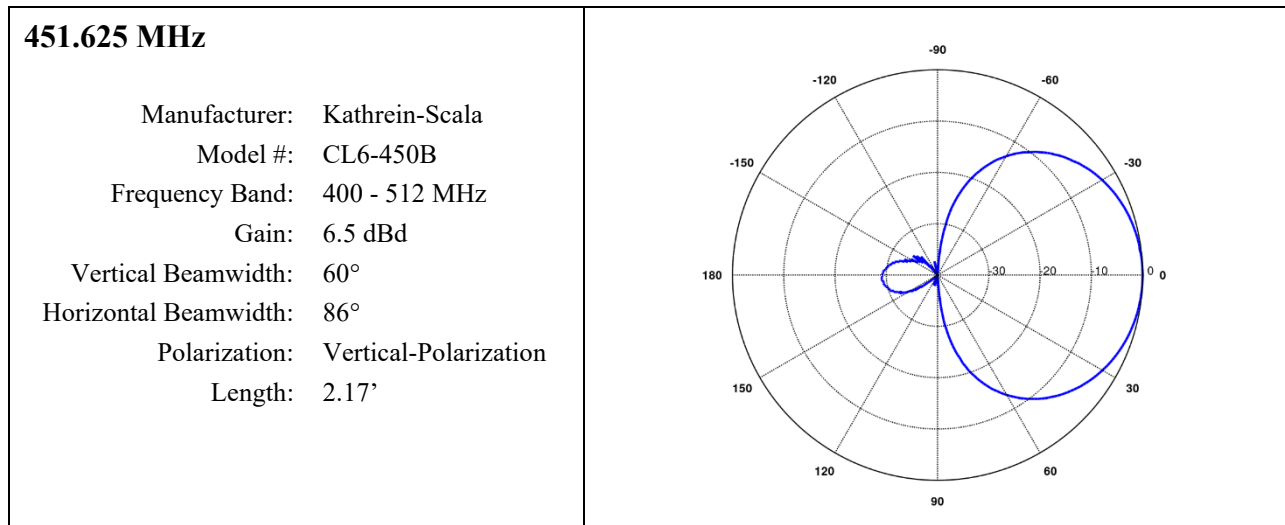 451.625 MHz
Manufacturer: Kathrein-Scala
Model #: CL6-450B
Frequency Band: 400 - 512 MHz
Gain: 6.5 dBd
Vertical Beamwidth: 60°
Horizontal Beamwidth: 86°
Polarization: Vertical-Polarization
Length: 2.17’
-90
-120 -60
-150 -30
180 -30 -20 -10 0 0
150 30
120 60
90